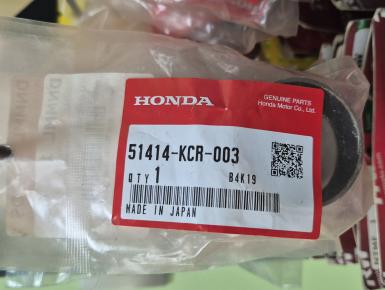 HONDA
GENUINE PARTS
Honda Motor Co., Ltd.
51414-KCR-003
QTY 1
B4K19
MADE IN JAPAN